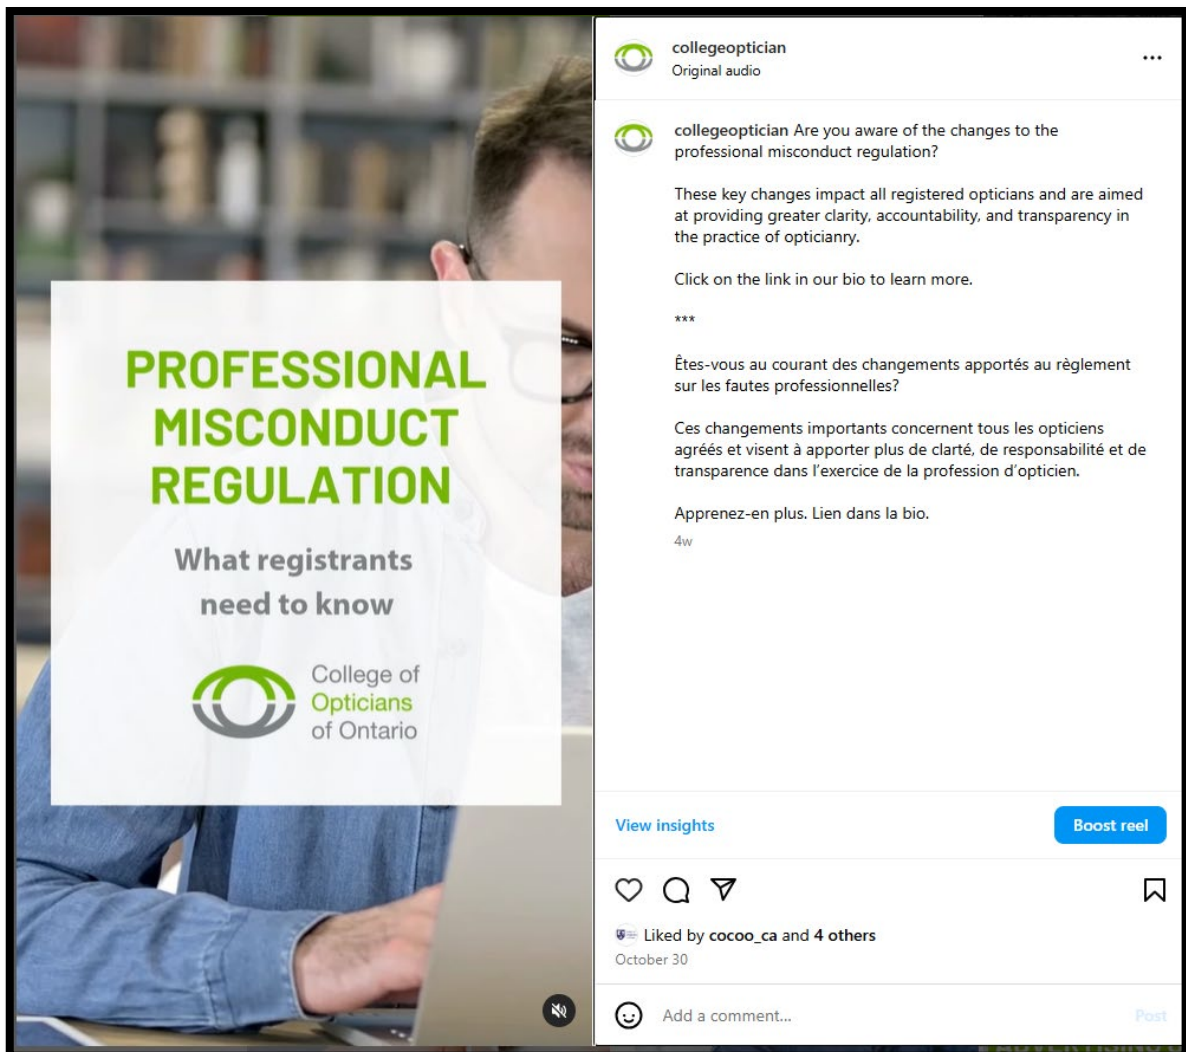 PROFESSIONAL
MISCONDUCT
REGULATION
What registrants
need to know
College of
Opticians
of Ontario
collegeoptician
Original audio
collegeoptician Are you aware of the changes to the
professional misconduct regulation?
These key changes impact all registered opticians and are aimed
at providing greater clarity, accountability, and transparency in
the practice of opticianry.
Click on the link in our bio to learn more.
***
Êtes-vous au courant des changements apportés au règlement
sur les fautes professionnelles?
Ces changements importants concernent tous les opticiens
agréés et visent à apporter plus de clarté, de responsabilité et de
transparence dans l’exercice de la profession d’opticien.
Apprenez-en plus. Lien dans la bio.
4w
View insights
Boost reel
Liked by cocoo_ca and 4 others
October 30
Add a comment...
Post